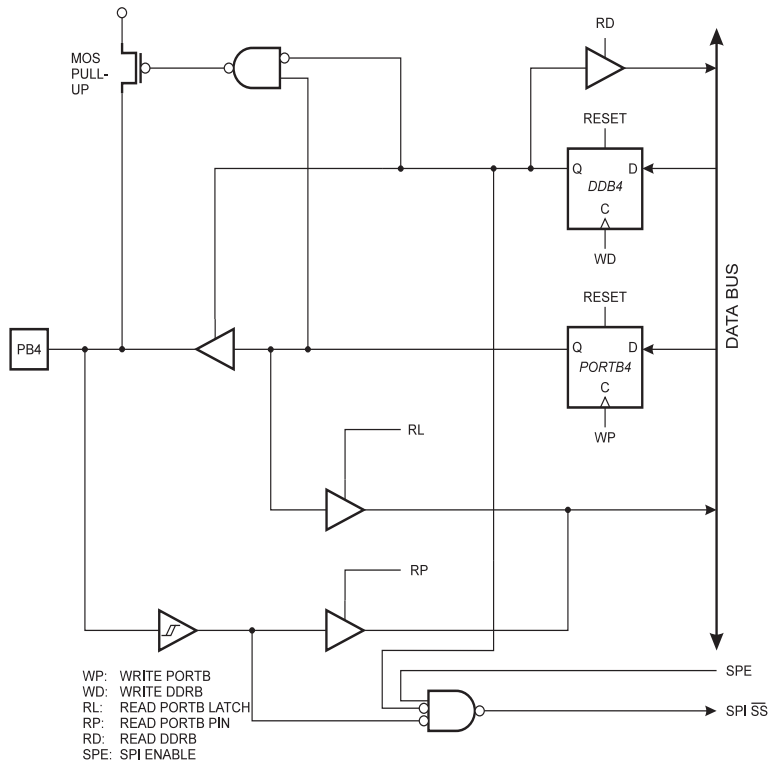 RD
MOS
PULL-
UP
RESET
Q D
DDB4
C
WD
DATA BUS
RESET
PB4
Q D
PORTB4
C
WP
RL
RP
WP: WRITE PORTB
WD: WRITE DDRB
RL: READ PORTB LATCH
RP: READ PORTB PIN
RD: READ DDRB
SPE: SPI ENABLE
SPE
SPI S̅S̅